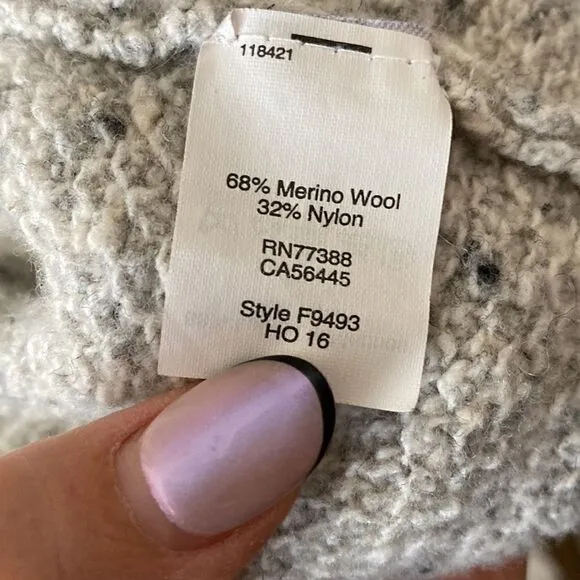 118421
68% Merino Wool
32% Nylon
RN77388
CA56445
Style F9493
HO 16